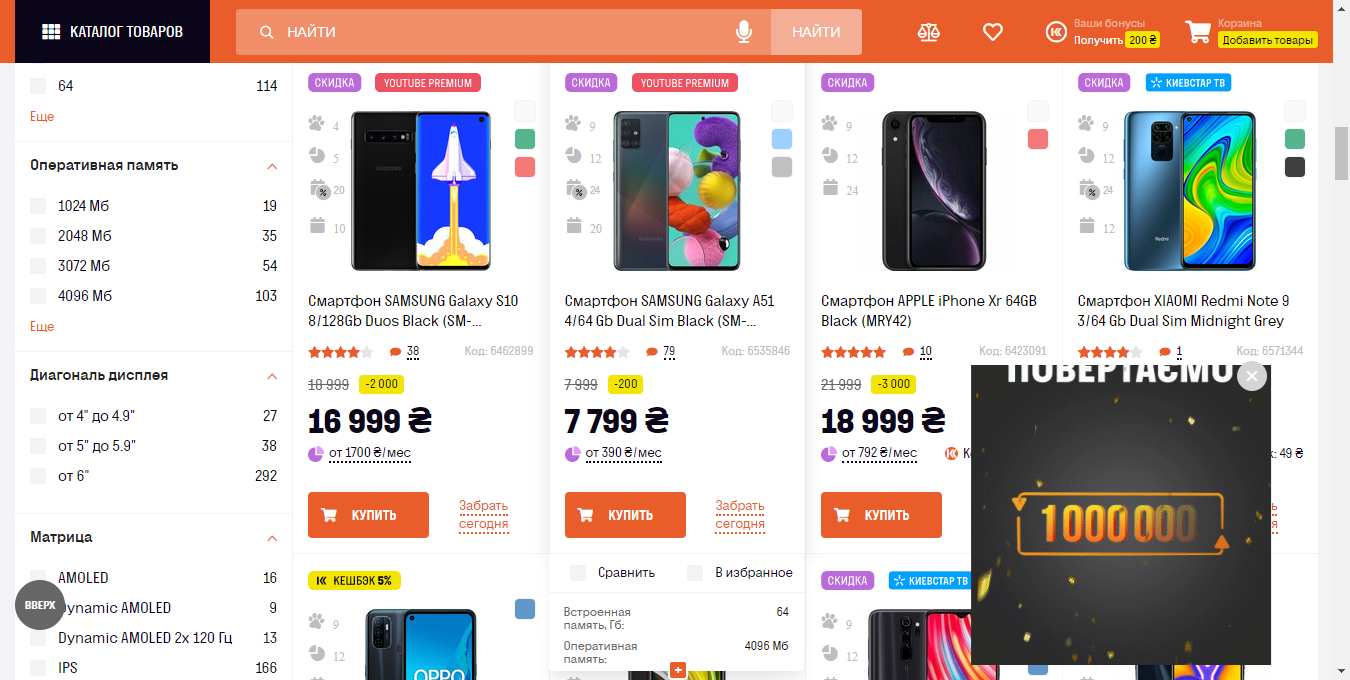 КАТАЛОГ ТОВАРОВ
НАЙТИ
НАЙТИ
Ваши бонусы
Получить 200 ₴
Корзина
Добавить товары
64 114
Еще
Оперативная память
1024 Мб 19
2048 Мб 35
3072 Мб 54
4096 Мб 103
Еще
Диагональ дисплея
от 4" до 4.9" 27
от 5" до 5.9" 38
от 6" 292
Матрица
AMOLED 16
Dynamic AMOLED 9
Dynamic AMOLED 2x 120 Гц 13
IPS 166
ВВЕРХ
СКИДКА YOUTUBE PREMIUM
4
5
% 20
10
SAMSUNG
Смартфон SAMSUNG Galaxy S10
8/128Gb Duos Black (SM-...
38 Код: 6462899
18 999 -2 000
16 999 ₴
от 1700 ₴/мес
КУПИТЬ
Забрать
сегодня
СКИДКА YOUTUBE PREMIUM
9
12
% 24
20
SAMSUNG
Смартфон SAMSUNG Galaxy A51
4/64 Gb Dual Sim Black (SM-...
79 Код: 6535846
7 999 -200
7 799 ₴
от 390 ₴/мес
КУПИТЬ
Забрать
сегодня
Сравнить В избранное
Встроенная
память, Гб: 64
Оперативная
память: 4096 Мб
+
СКИДКА
9
12
24
Смартфон APPLE iPhone Xr 64GB
Black (MRY42)
10 Код: 6423091
21 999 -3 000
18 999 ₴
от 792 ₴/мес
КУПИТЬ
СКИДКА КИЕВСТАР ТВ
9
12
% 24
12
Redmi
Смартфон XIAOMI Redmi Note 9
3/64 Gb Dual Sim Midnight Grey
1 Код: 6571344
: 49 ₴
ПОВЕРТАЄМО
1 000 000
КЕШБЭК 5%
9
12
OPPO
СКИДКА КИЕВСТАР ТВ
9
12